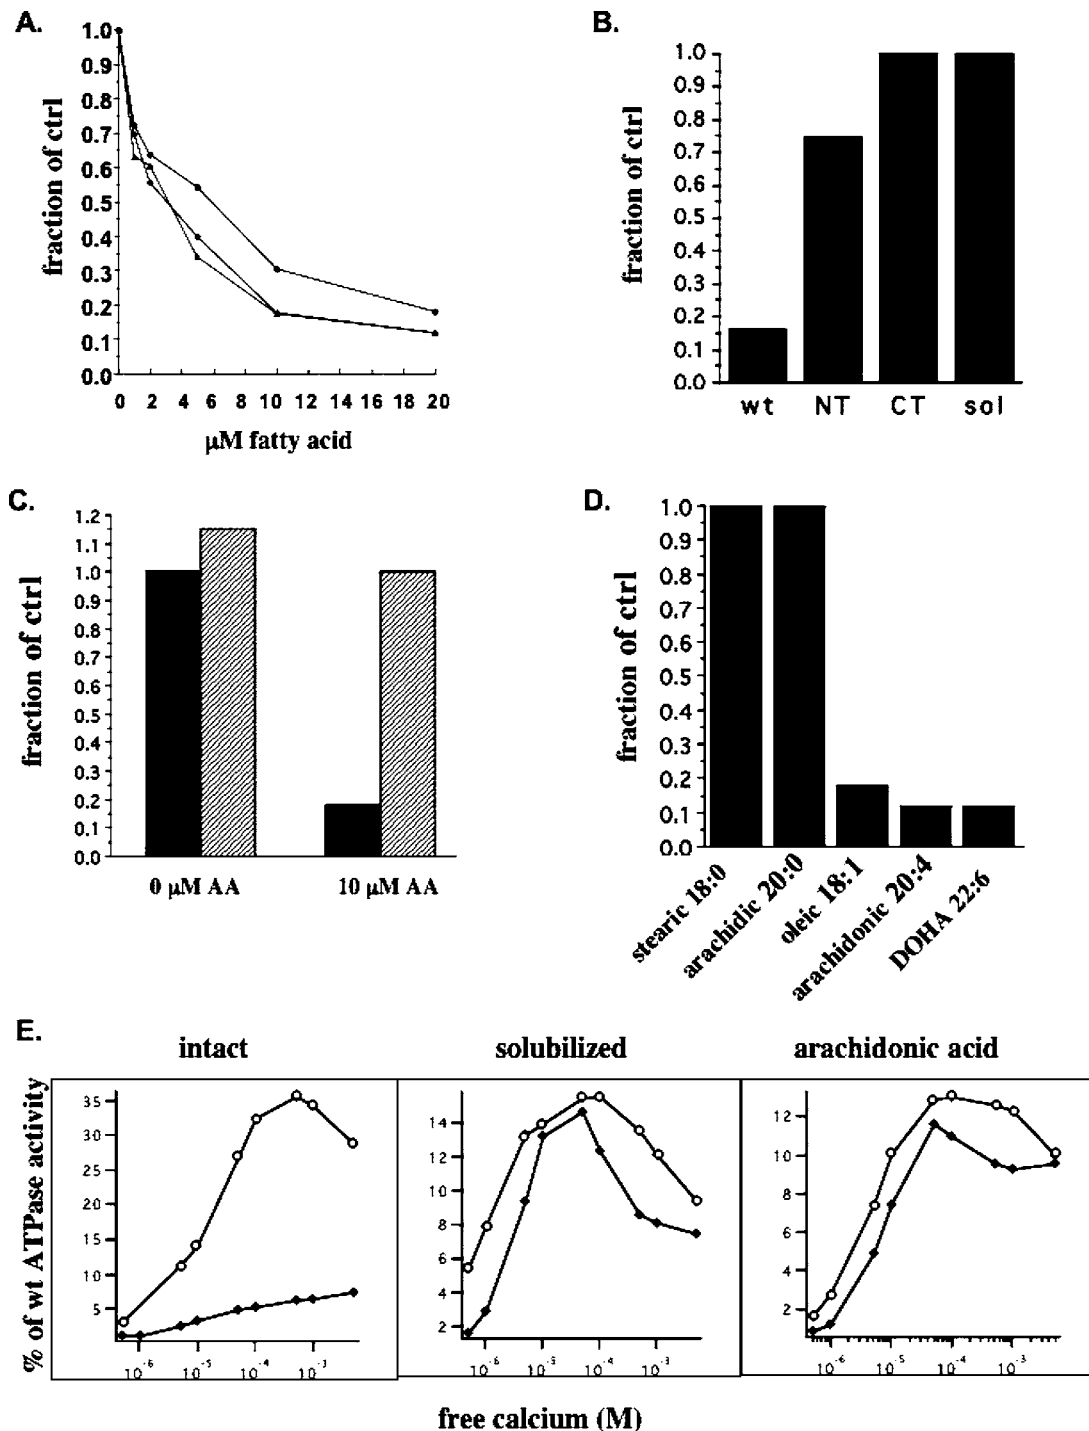 A.
fraction of ctrl
1.0
0.9
0.8
0.7
0.6
0.5
0.4
0.3
0.2
0.1
0.0
0 2 4 6 8 10 12 14 16 18 20
μM fatty acid
B.
fraction of ctrl
1.0
0.9
0.8
0.7
0.6
0.5
0.4
0.3
0.2
0.1
0.0
wt NT CT sol
C.
fraction of ctrl
1.2
1.1
1.0
0.9
0.8
0.7
0.6
0.5
0.4
0.3
0.2
0.1
0.0
0 μM AA 10 μM AA
D.
fraction of ctrl
1.0
0.9
0.8
0.7
0.6
0.5
0.4
0.3
0.2
0.1
0.0
stearic 18:0
arachidic 20:0
oleic 18:1
arachidonic 20:4
DOHA 22:6
E.
intact solubilized arachidonic acid
% of wt ATPase activity
35
30
25
20
15
10
5
10⁻⁶ 10⁻⁵ 10⁻⁴ 10⁻³
14
12
10
8
6
4
2
10⁻⁶ 10⁻⁵ 10⁻⁴ 10⁻³
12
10
8
6
4
2
10⁻⁶ 10⁻⁵ 10⁻⁴ 10⁻³
free calcium (M)